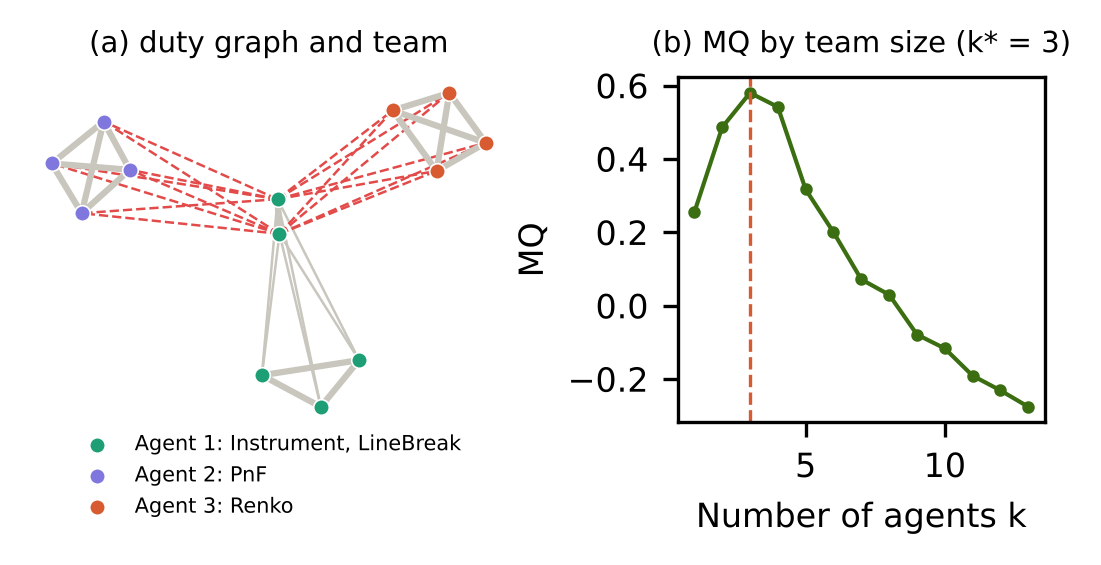 (a) duty graph and team
Agent 1: Instrument, LineBreak
Agent 2: PnF
Agent 3: Renko
(b) MQ by team size (k* = 3)
MQ
0.6
0.4
0.2
0.0
−0.2
5 10
Number of agents k